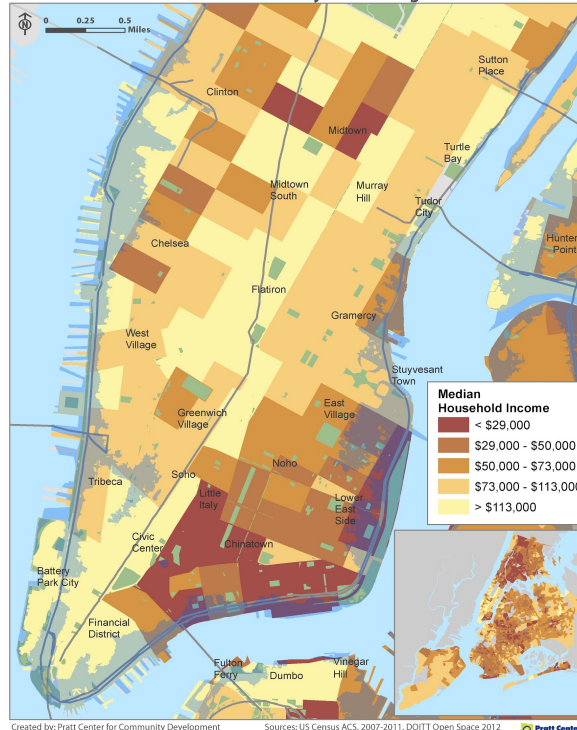 N
0 0.25 0.5
Miles
Sutton
Place
Clinton
Midtown
Turtle
Bay
Midtown
South
Murray
Hill
Tudor
City
Chelsea
Hunter
Point
Flatiron
Gramercy
West
Village
Stuyvesant
Town
East
Village
Greenwich
Village
Noho
Soho
Tribeca
Little
Italy
Lower
East
Side
Civic
Center
Chinatown
Battery
Park City
Financial
District
Fulton
Ferry
Dumbo
Vinegar
Hill
Median
Household Income
< $29,000
$29,000 - $50,000
$50,000 - $73,000
$73,000 - $113,000
> $113,000
Created by: Pratt Center for Community Development
Sources: US Census ACS, 2007-2011, DOITT Open Space 2012
Pratt Center